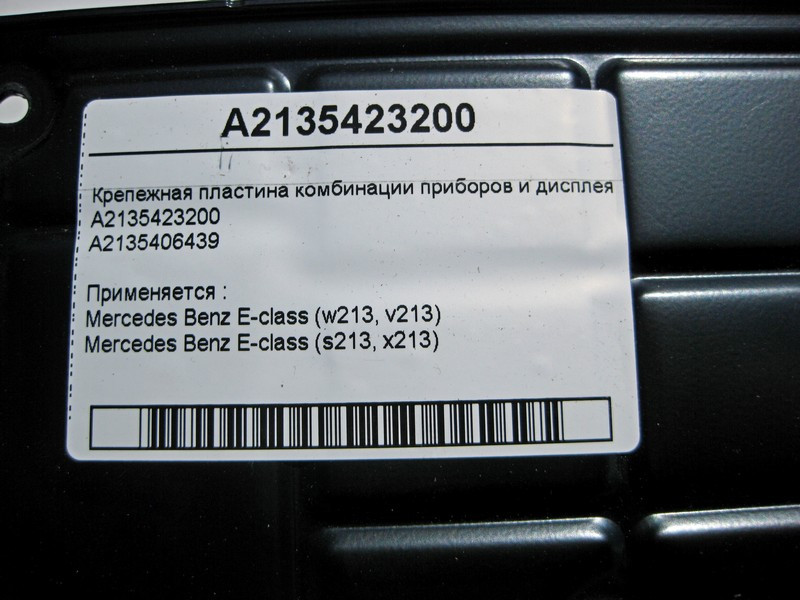 A2135423200
Крепежная пластина комбинации приборов и дисплея
A2135423200
A2135406439
Применяется :
Mercedes Benz E-class (w213, v213)
Mercedes Benz E-class (s213, x213)